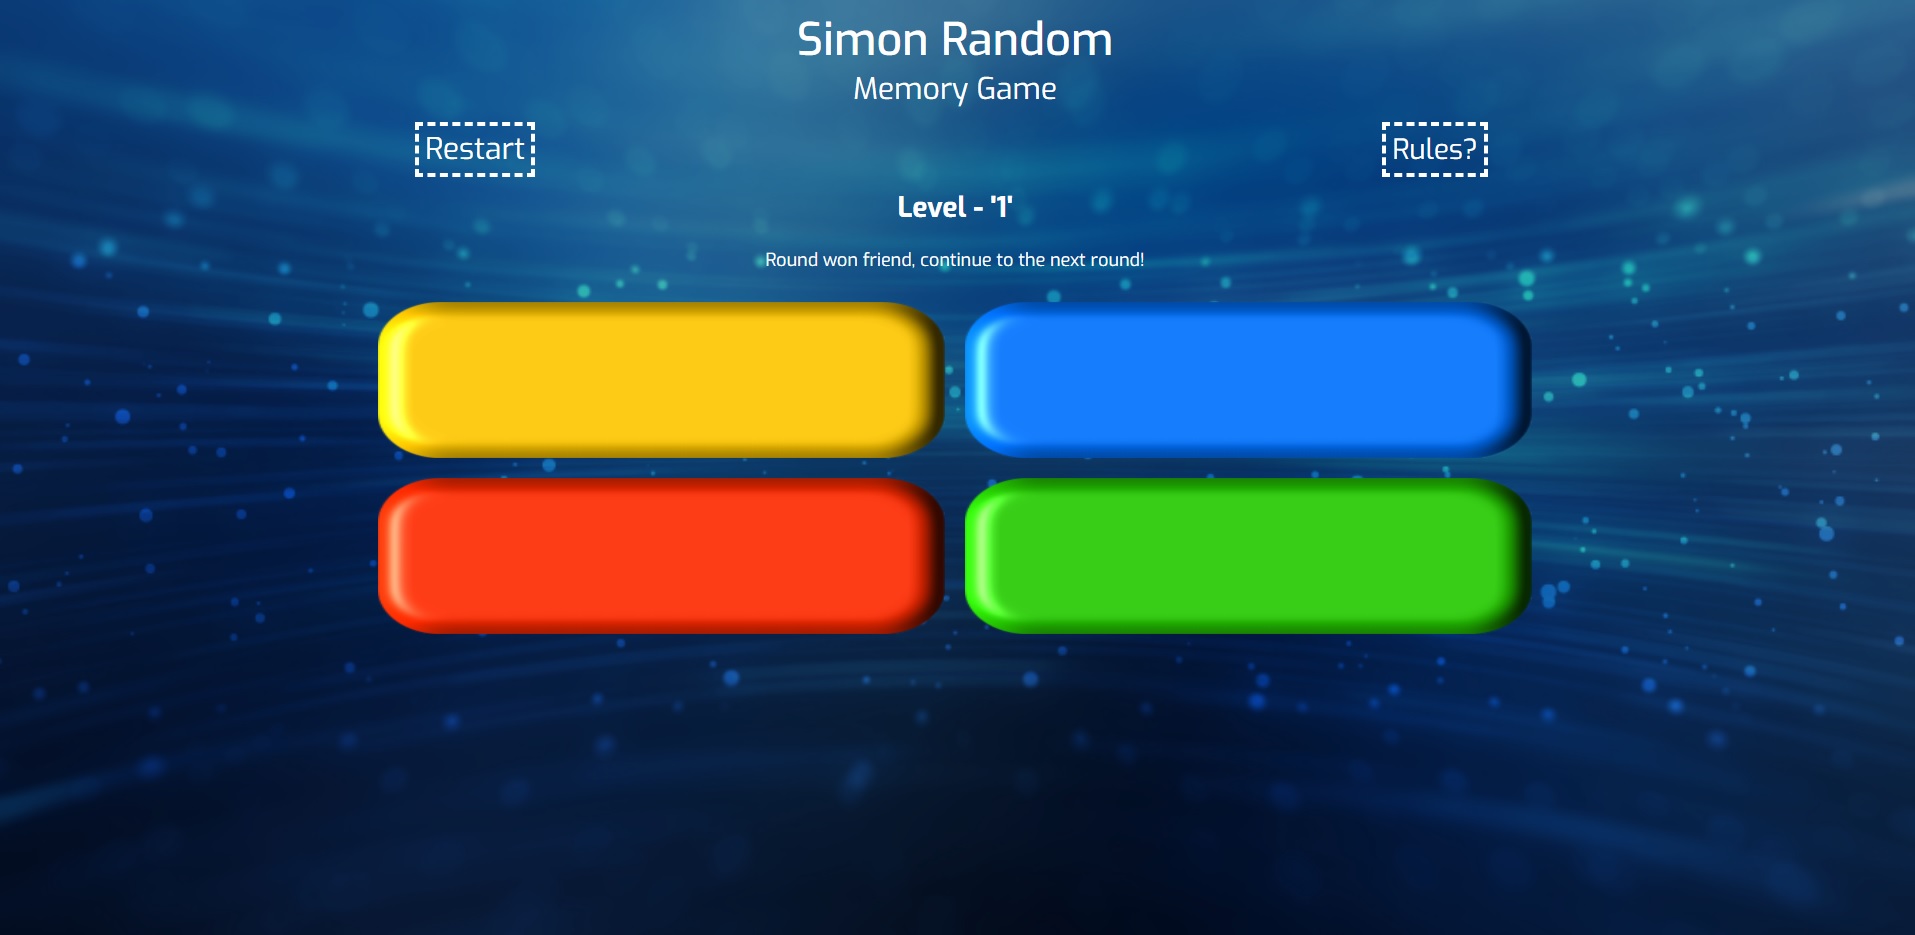 Simon Random
Memory Game
Restart
Rules?
Level - '1'
Round won friend, continue to the next round!